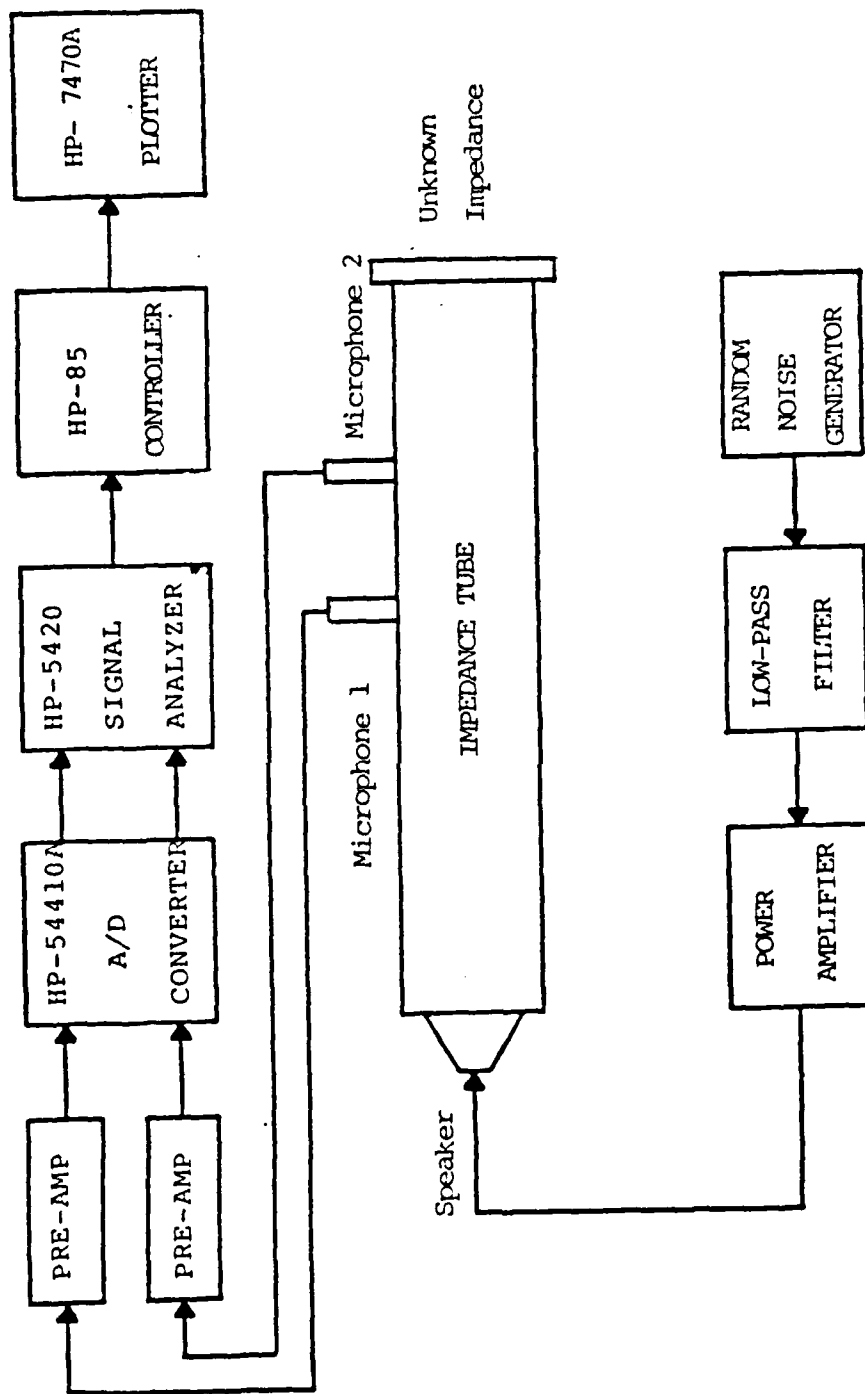 PRE-AMP
PRE-AMP
HP-54410A
A/D
CONVERTER
HP-5420
SIGNAL
ANALYZER
HP-85
CONTROLLER
HP- 7470A
PLOTTER
Microphone 1
Microphone 2
Speaker
IMPEDANCE TUBE
Unknown
Impedance
POWER
AMPLIFIER
LOW-PASS
FILTER
RANDOM
NOISE
GENERATOR